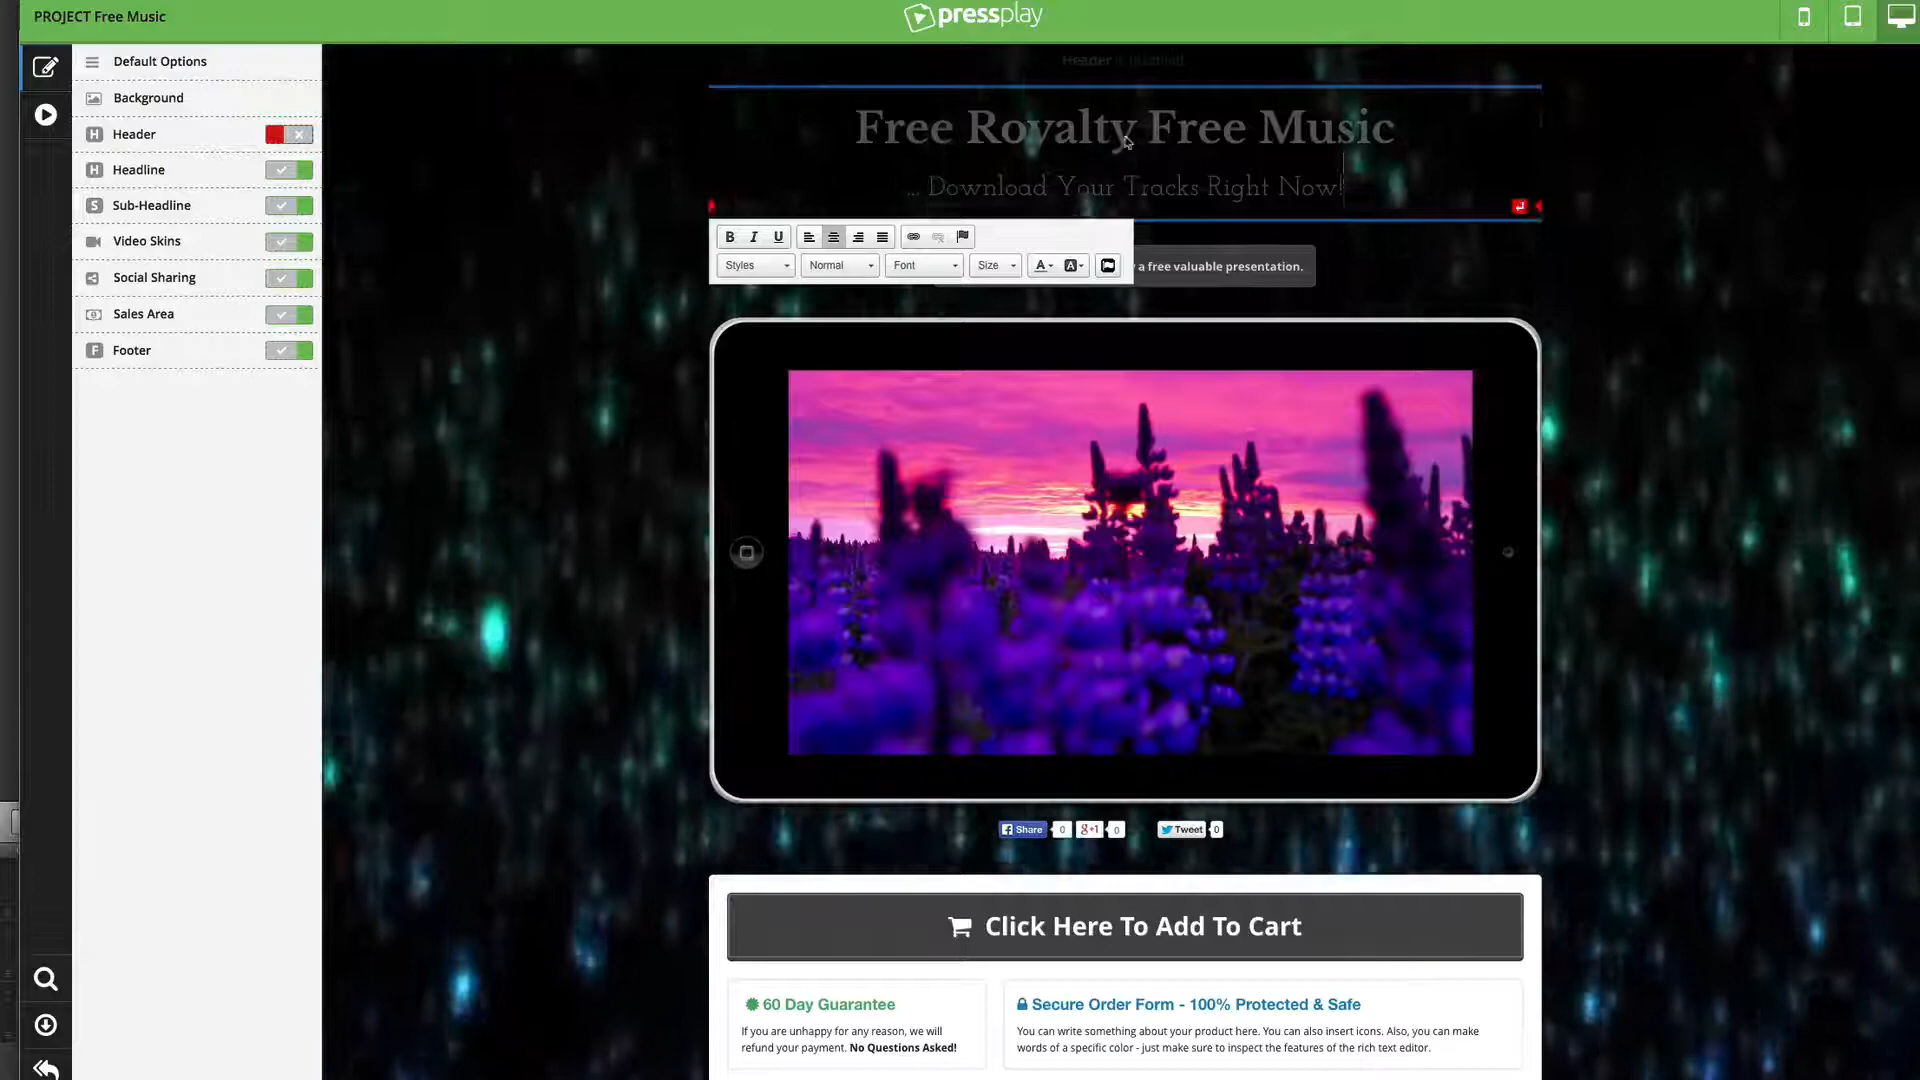 PROJECT Free Music
pressplay
Default Options
Background
Header
Headline
Sub-Headline
Video Skins
Social Sharing
Sales Area
Footer
Free Royalty Free Music
... Download Your Tracks Right Now!
B I U
Styles Normal Font Size A A
a free valuable presentation.
Share 0 g+1 0 Tweet 0
Click Here To Add To Cart
60 Day Guarantee
If you are unhappy for any reason, we will
refund your payment. No Questions Asked!
Secure Order Form - 100% Protected & Safe
You can write something about your product here. You can also insert icons. Also, you can make
words of a specific color - just make sure to inspect the features of the rich text editor.